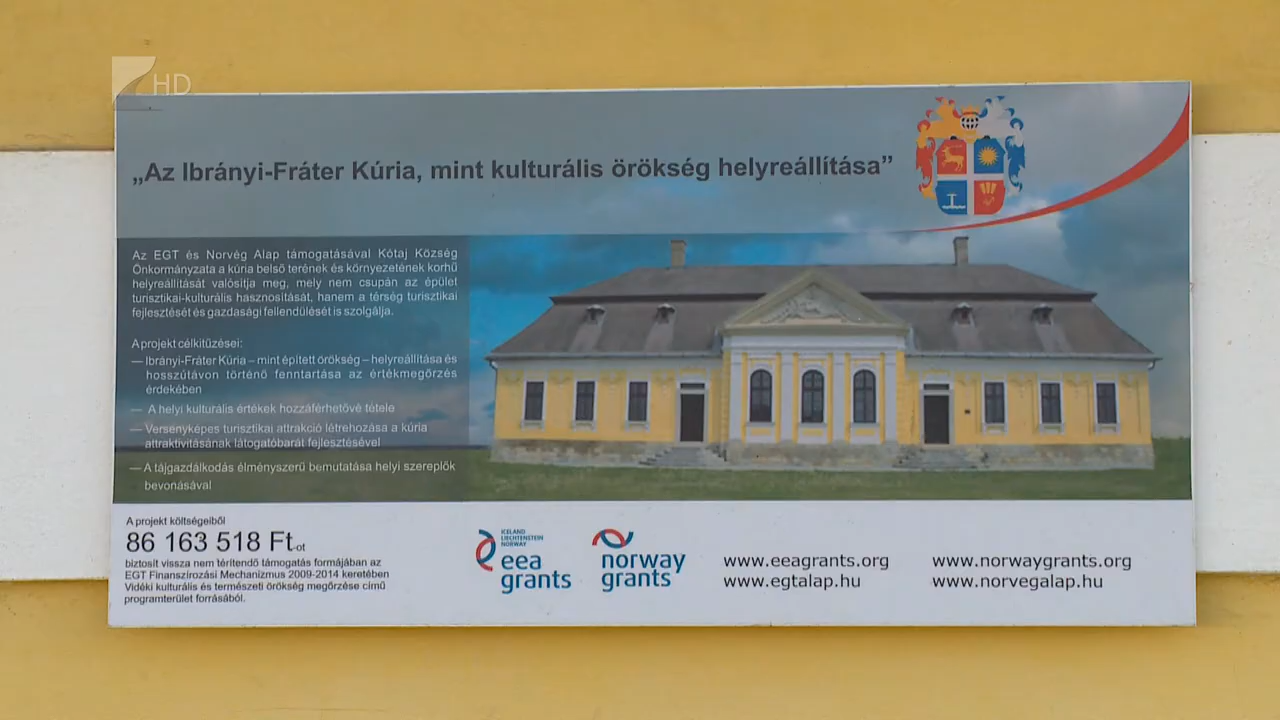 HD
„Az Ibrányi-Fráter Kúria, mint kulturális örökség helyreállítása”
Az EGT és Norvég Alap támogatásával Kótaj Község
Önkormányzata a kúria belső terének és környezetének korhű
helyreállítását valósítja meg, mely nem csupán az épület
turisztikai-kulturális hasznosítását, hanem a térség turisztikai
fejlesztését és gazdasági fellendülését is szolgálja.
A projekt célkitűzései:
— Ibrányi-Fráter Kúria – mint épített örökség – helyreállítása és
hosszútávon történő fenntartása az értékmegőrzés
érdekében
— A helyi kulturális értékek hozzáférhetővé tétele
— Versenyképes turisztikai attrakció létrehozása a kúria
attraktivitásának látogatóbarát fejlesztésével
— A tájgazdálkodás élményszerű bemutatása helyi szereplők
bevonásával
A projekt költségeiből
86 163 518 Ft-ot
biztosít vissza nem térítendő támogatás formájában az
EGT Finanszírozási Mechanizmus 2009-2014 keretében
Vidéki kulturális és természeti örökség megőrzése című
programterület forrásából.
ICELAND
LIECHTENSTEIN
NORWAY
eea
grants
norway
grants
www.eeagrants.org
www.egtalap.hu
www.norwaygrants.org
www.norvegalap.hu